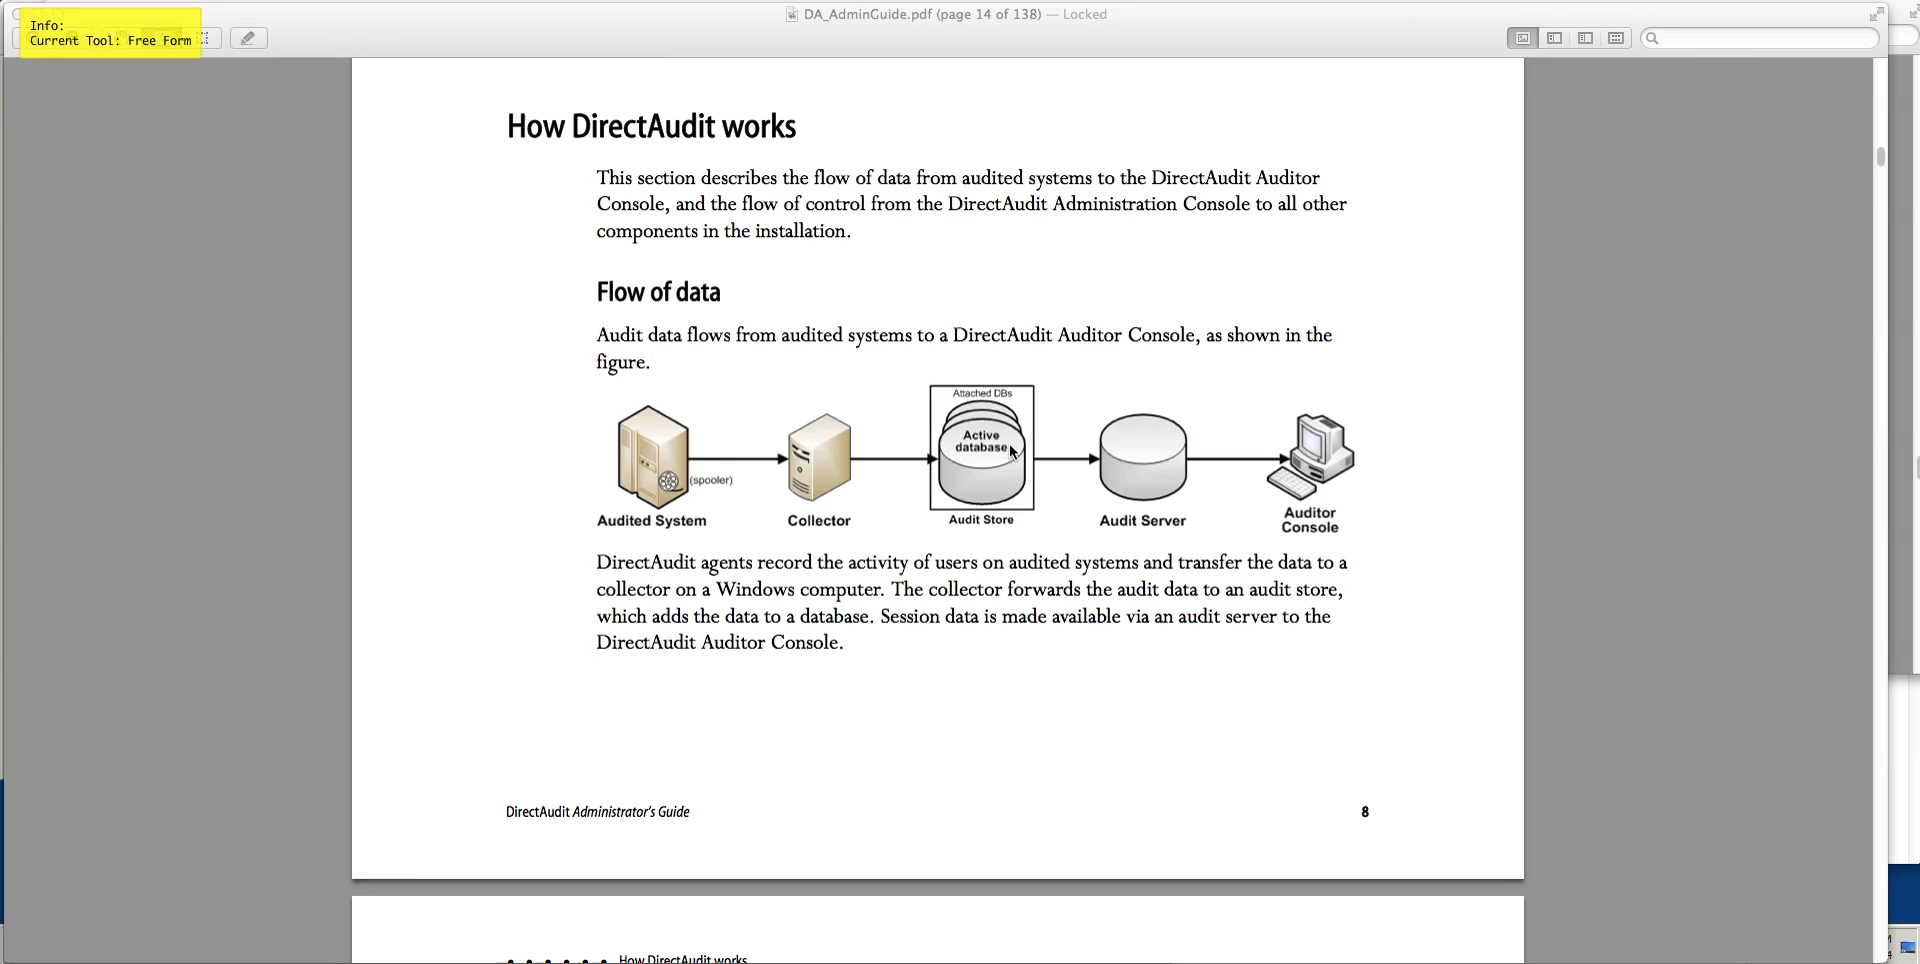 Info:
Current Tool: Free Form
DA_AdminGuide.pdf (page 14 of 138) — Locked
How DirectAudit works
This section describes the flow of data from audited systems to the DirectAudit Auditor
Console, and the flow of control from the DirectAudit Administration Console to all other
components in the installation.
Flow of data
Audit data flows from audited systems to a DirectAudit Auditor Console, as shown in the
figure.
Attached DBs
Active
database
(spooler)
Audited System
Collector
Audit Store
Audit Server
Auditor
Console
DirectAudit agents record the activity of users on audited systems and transfer the data to a
collector on a Windows computer. The collector forwards the audit data to an audit store,
which adds the data to a database. Session data is made available via an audit server to the
DirectAudit Auditor Console.
DirectAudit Administrator's Guide
8
How DirectAudit works